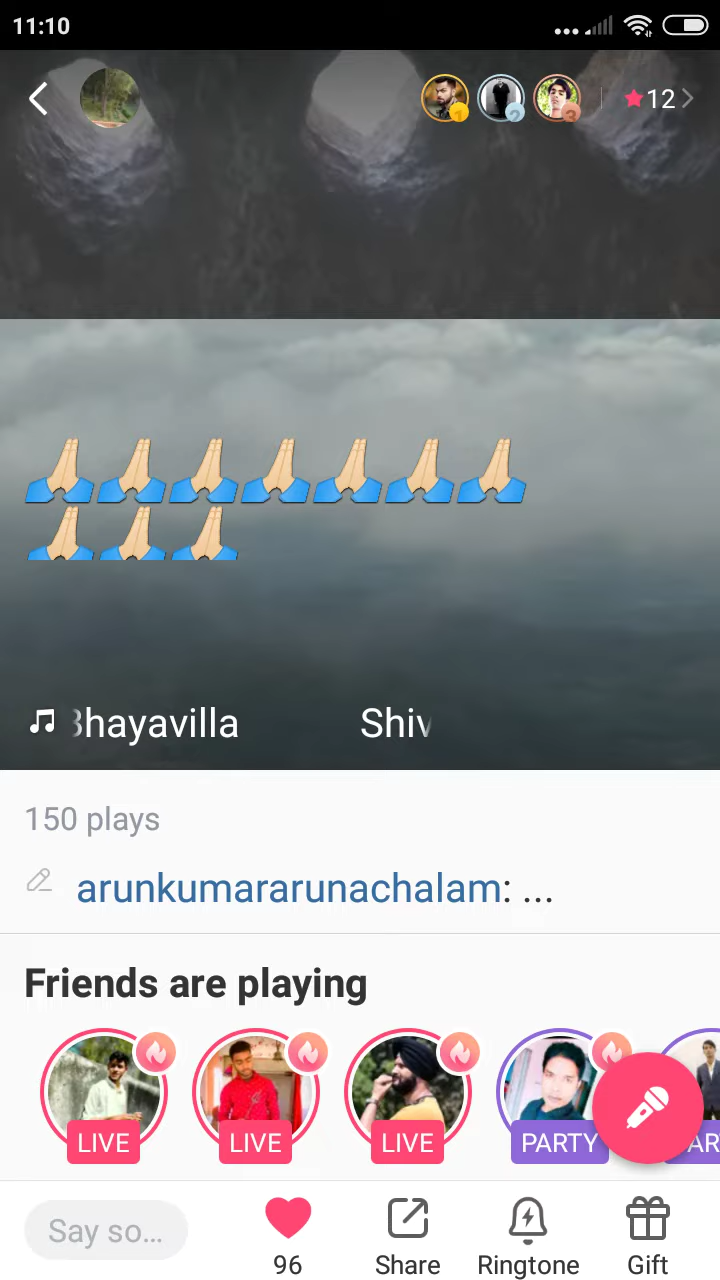 11:10
12
🙏🏻🙏🏻🙏🏻🙏🏻🙏🏻🙏🏻🙏🏻
🙏🏻🙏🏻🙏🏻
Bhayavilla Shiv
150 plays
arunkumararunachalam: ...
Friends are playing
LIVE LIVE LIVE PARTY
Say so...
96 Share Ringtone Gift